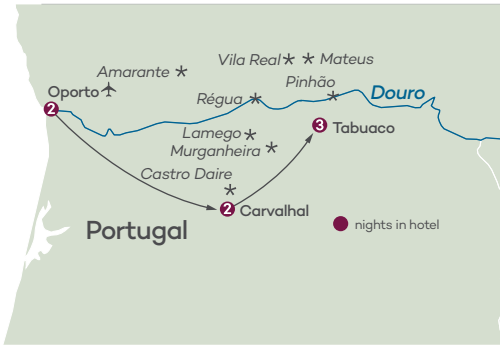 Vila Real
Mateus
Amarante
Pinhão
Oporto
Douro
Régua
2
3
Tabuaco
Lamego
Murganheira
Castro Daire
2
Carvalhal
Portugal
nights in hotel